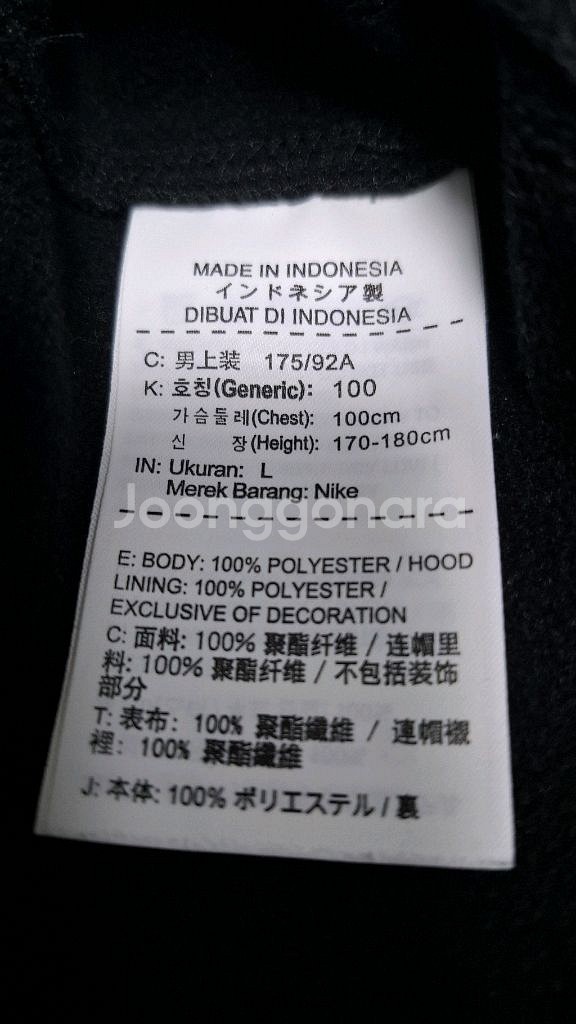 MADE IN INDONESIA
インドネシア製
DIBUAT DI INDONESIA
C: 男上装 175/92A
K: 호칭(Generic): 100
가슴둘레(Chest): 100cm
신 장(Height): 170-180cm
IN: Ukuran: L
Merek Barang: Nike
Joonggonara
E: BODY: 100% POLYESTER / HOOD
LINING: 100% POLYESTER /
EXCLUSIVE OF DECORATION
C: 面料: 100% 聚酯纤维 / 连帽里
料: 100% 聚酯纤维 / 不包括装饰
部分
T: 表布: 100% 聚酯纖維 / 連帽襯
裡: 100% 聚酯纖維
J: 本体: 100% ポリエステル / 裏